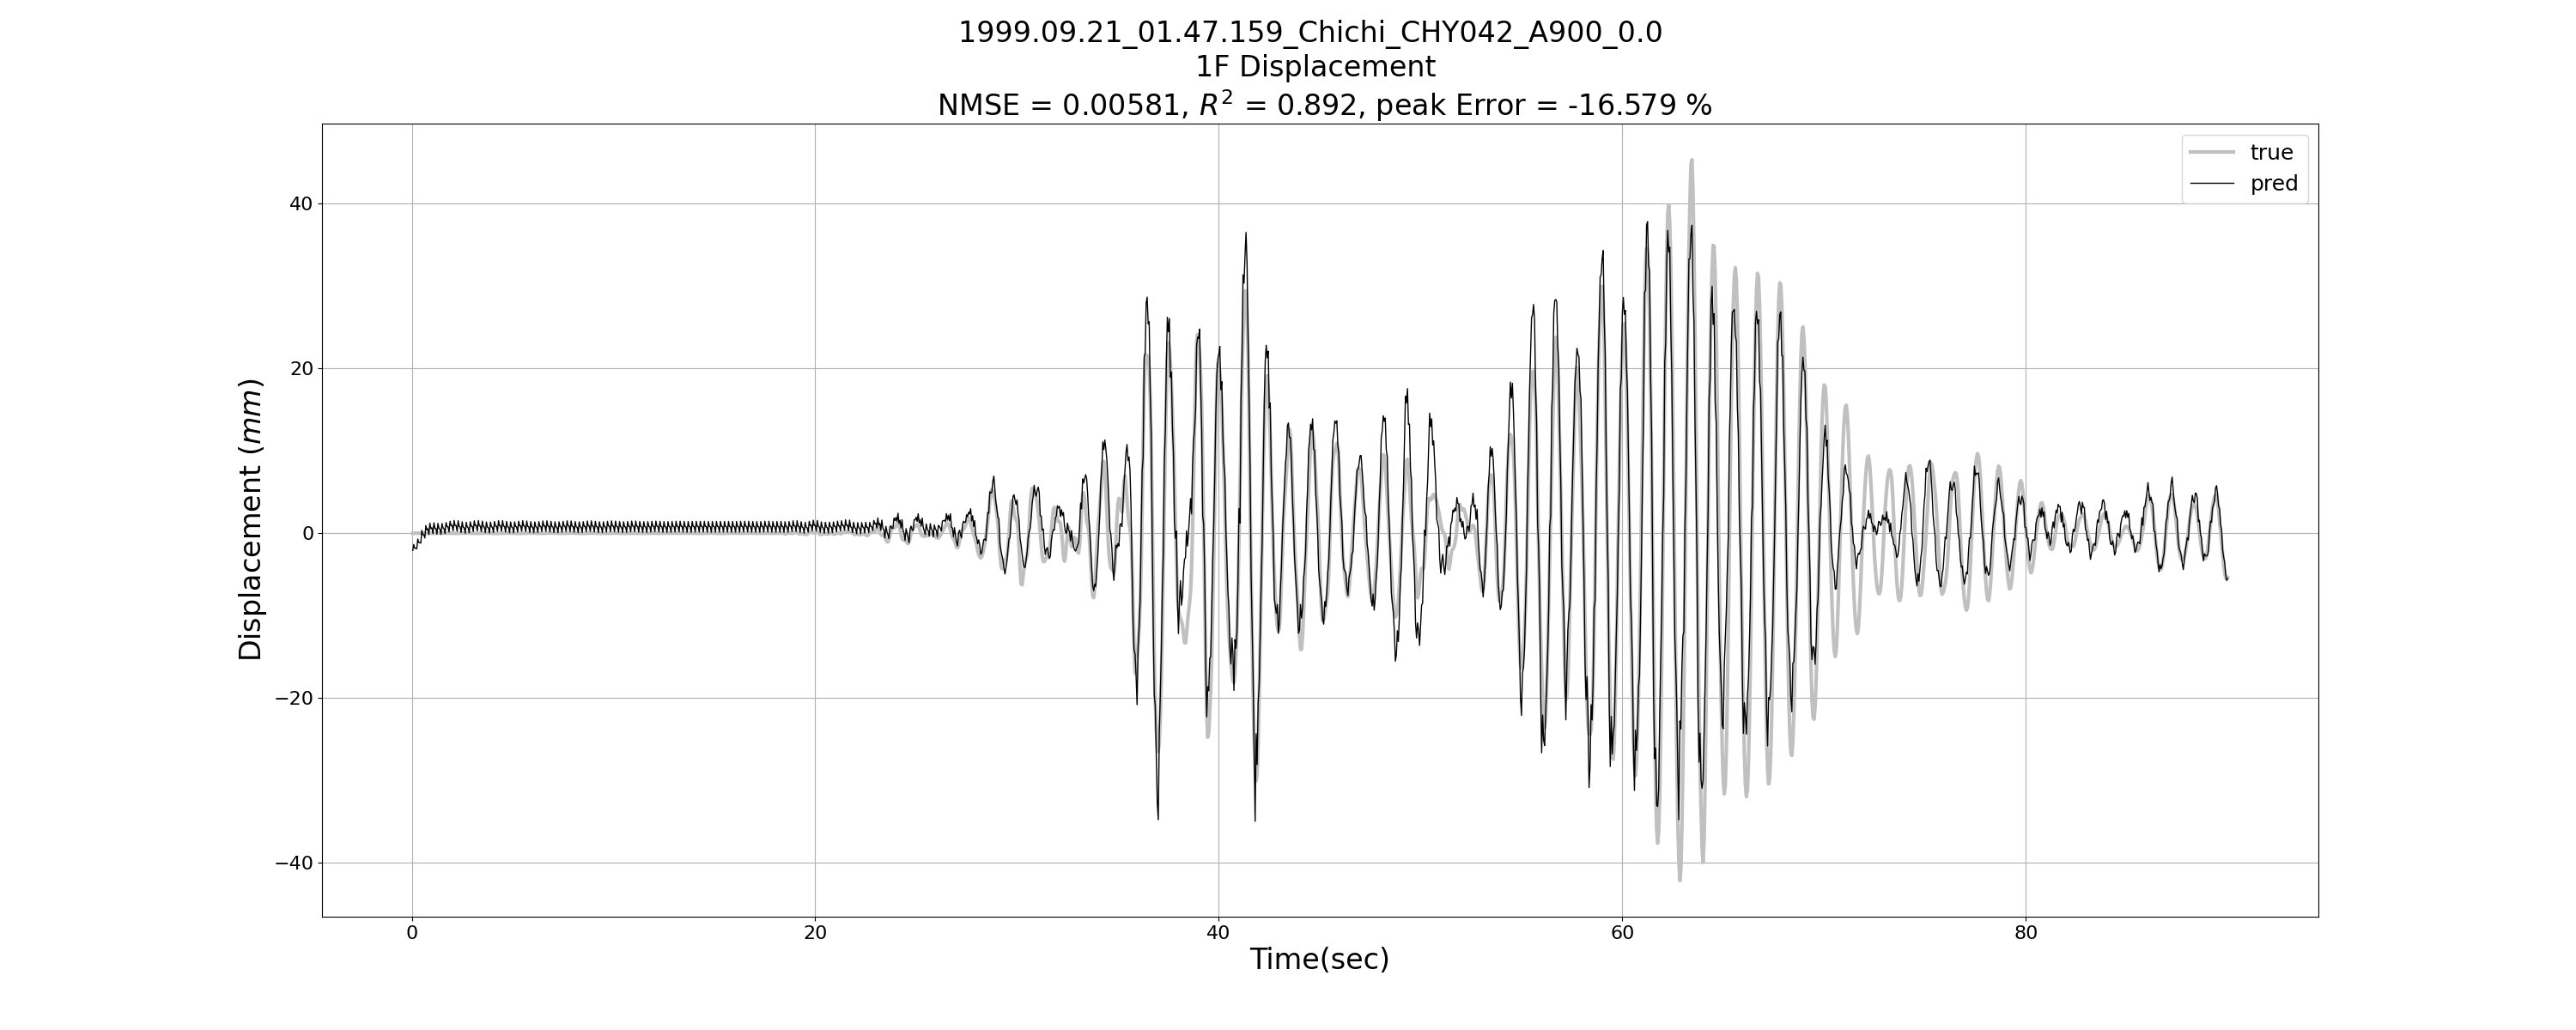 1999.09.21_01.47.159_Chichi_CHY042_A900_0.0
1F Displacement
NMSE = 0.00581, R² = 0.892, peak Error = -16.579 %
true
pred
40
20
0
−20
−40
Displacement (mm)
0 20 40 60 80
Time(sec)